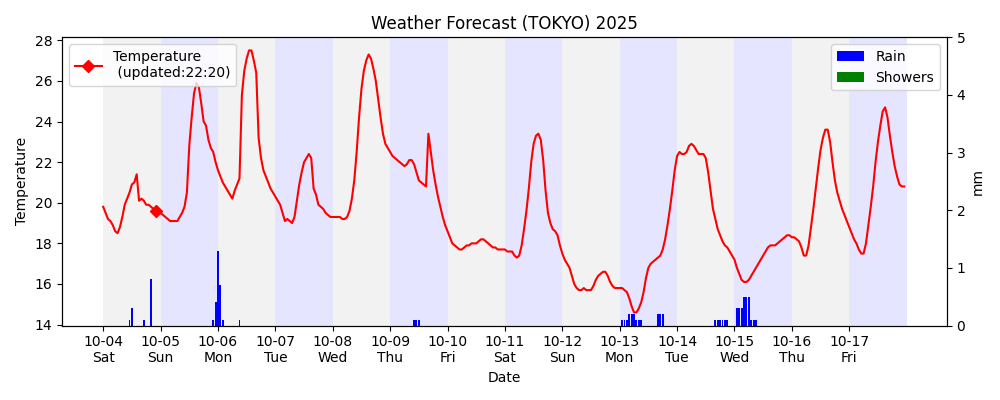 Weather Forecast (TOKYO) 2025
Temperature
(updated:22:20)
Rain
Showers
Temperature
28
26
24
22
20
18
16
14
5
4
3
2
1
0
mm
10-04 10-05 10-06 10-07 10-08 10-09 10-10 10-11 10-12 10-13 10-14 10-15 10-16 10-17
Sat Sun Mon Tue Wed Thu Fri Sat Sun Mon Tue Wed Thu Fri
Date